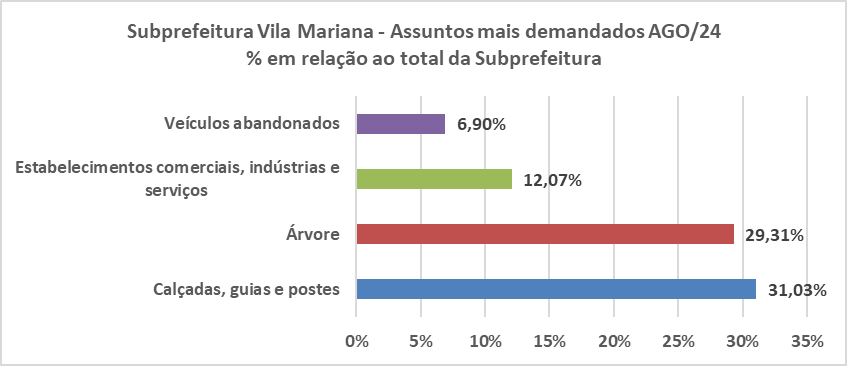 Subprefeitura Vila Mariana - Assuntos mais demandados AGO/24
% em relação ao total da Subprefeitura
Veículos abandonados
6,90%
Estabelecimentos comerciais, indústrias e
serviços
12,07%
Árvore
29,31%
Calçadas, guias e postes
31,03%
0% 5% 10% 15% 20% 25% 30% 35%